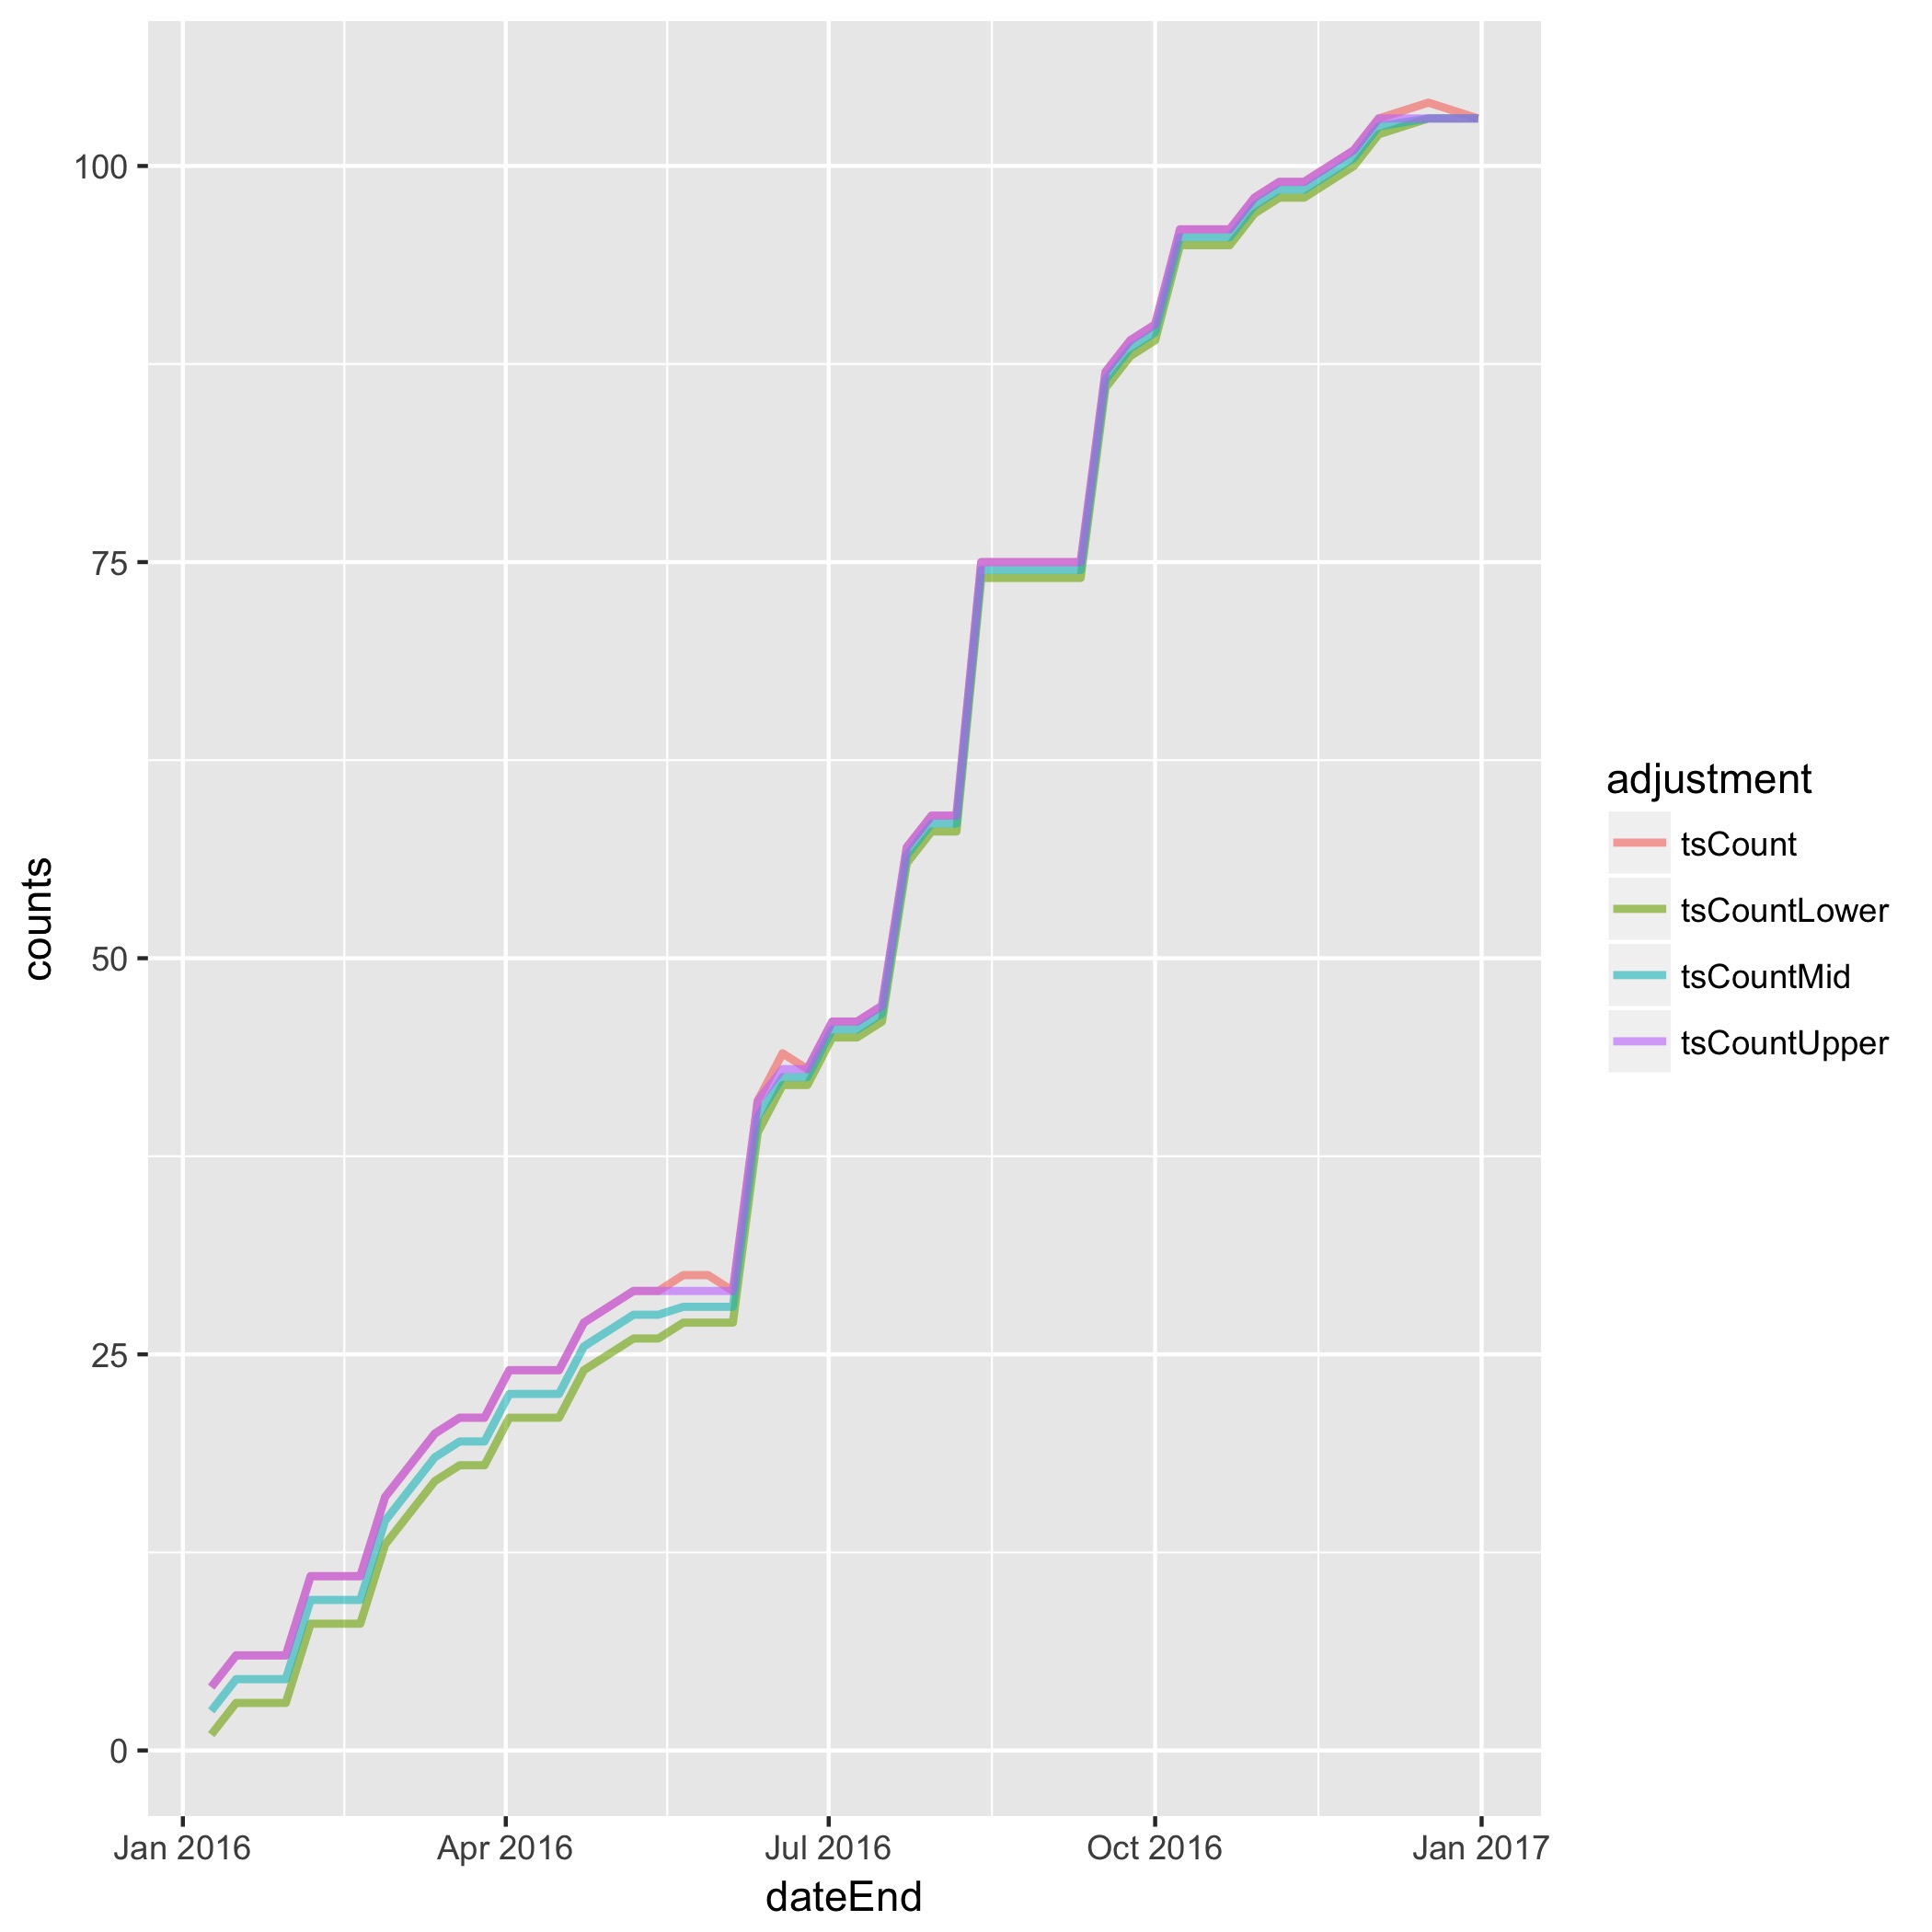 100
75
50
25
0
counts
Jan 2016
Apr 2016
Jul 2016
Oct 2016
Jan 2017
dateEnd
adjustment
tsCount
tsCountLower
tsCountMid
tsCountUpper